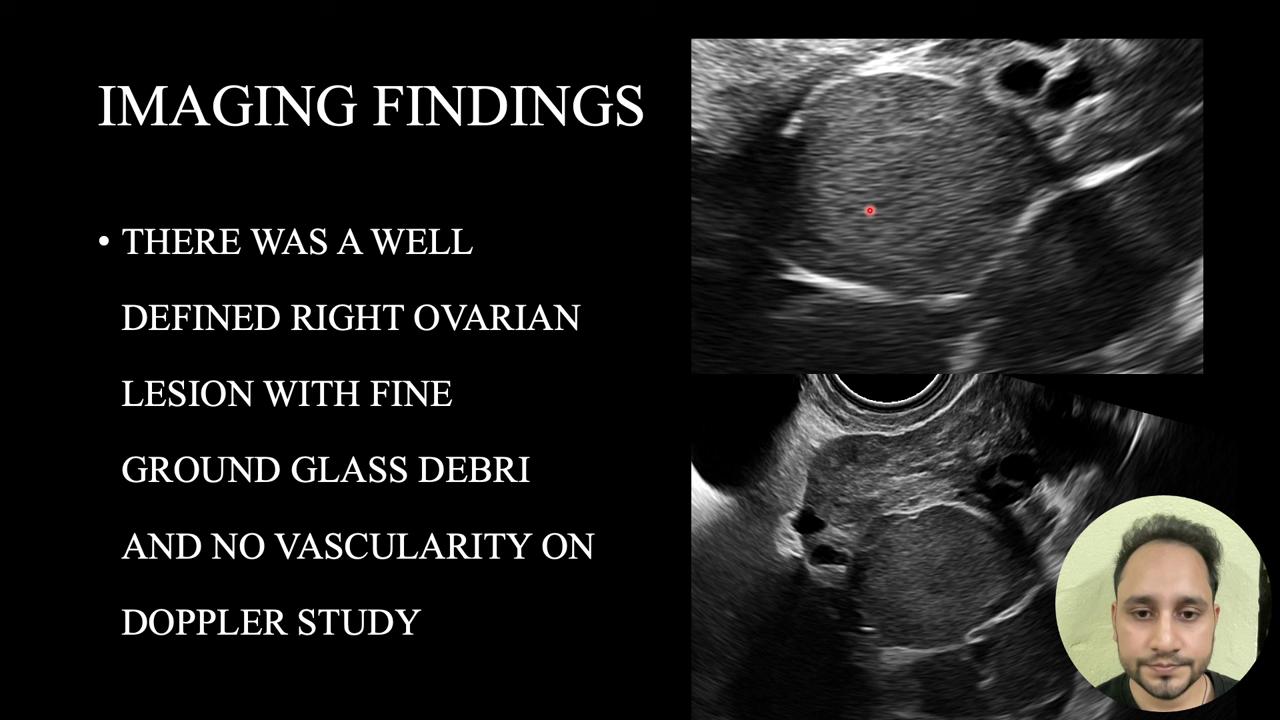 IMAGING FINDINGS
• THERE WAS A WELL
DEFINED RIGHT OVARIAN
LESION WITH FINE
GROUND GLASS DEBRI
AND NO VASCULARITY ON
DOPPLER STUDY